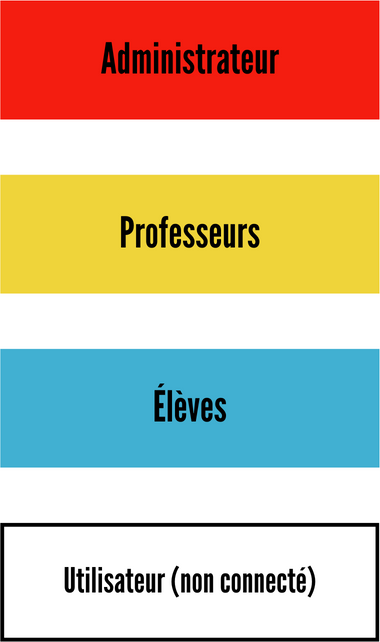 Administrateur
Professeurs
Élèves
Utilisateur (non connecté)